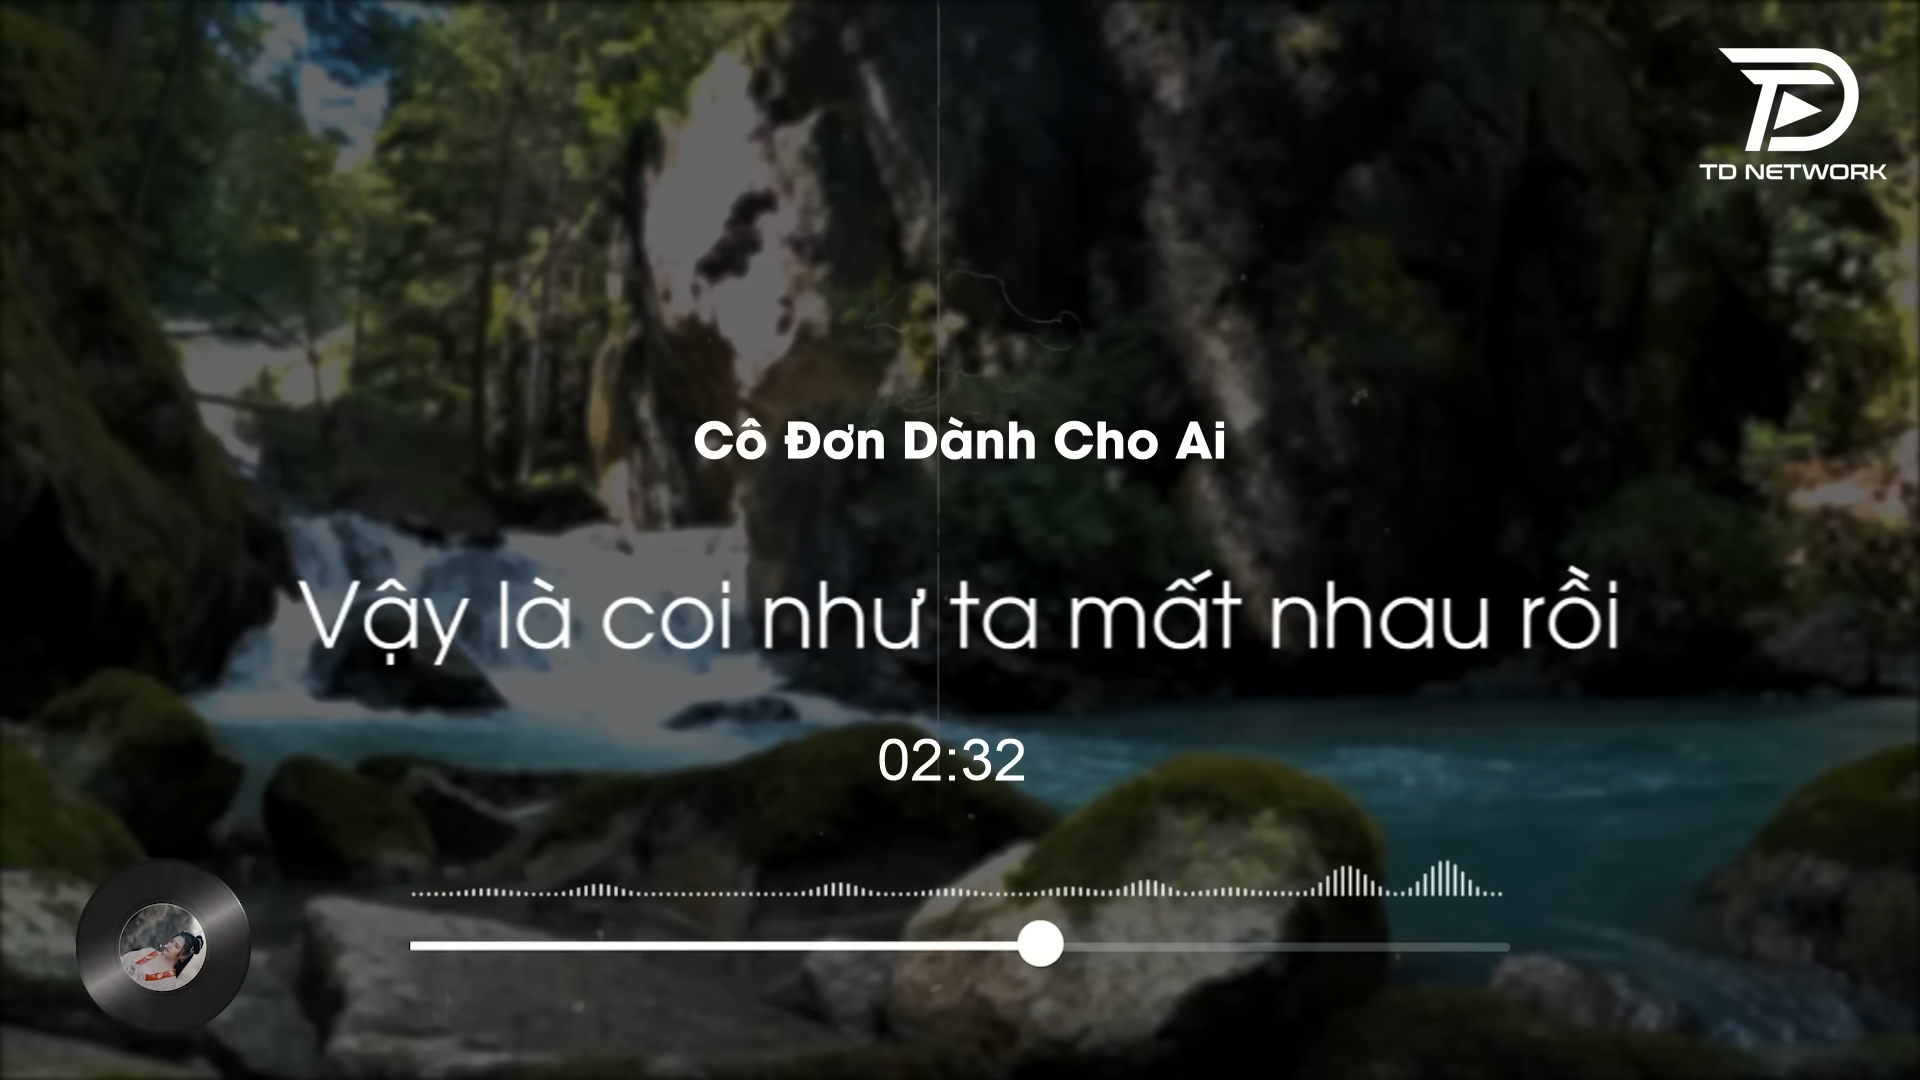 TD NETWORK
Cô Đơn Dành Cho Ai
Vậy là coi như ta mất nhau rồi
02:32